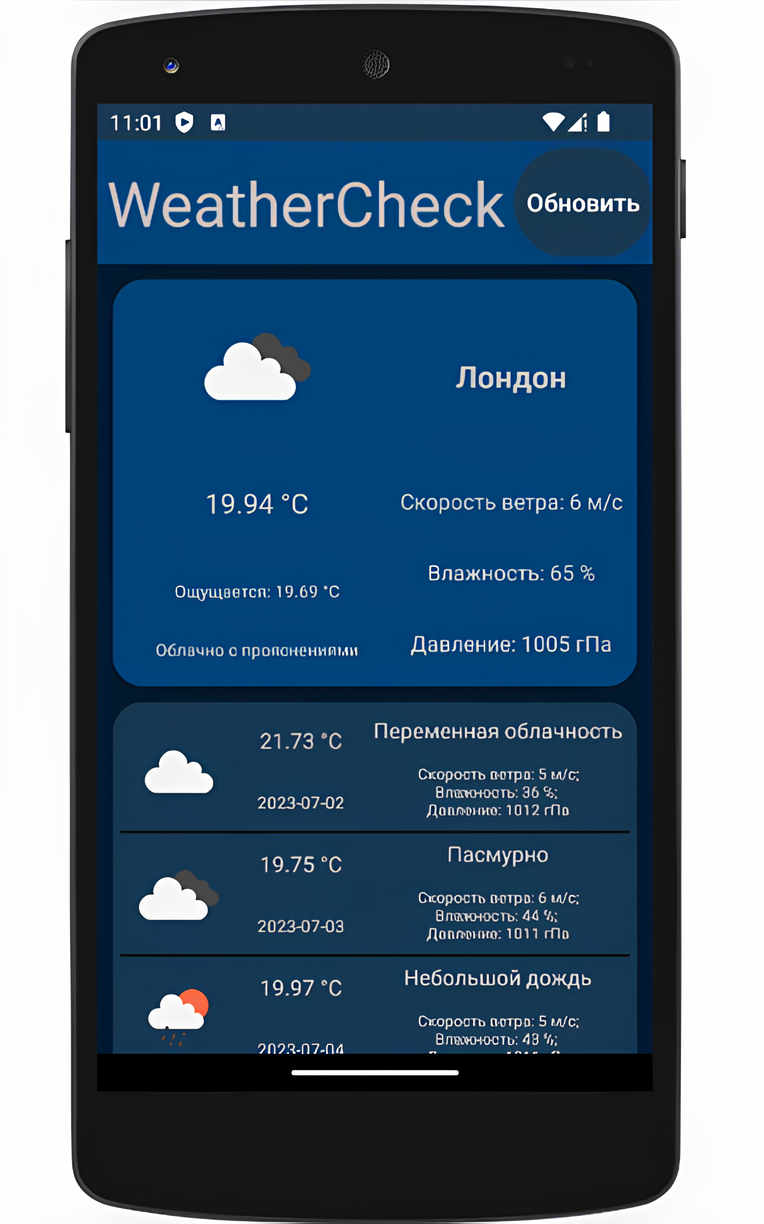 11:01
WeatherCheck
Обновить
Лондон
19.94 °C
Скорость ветра: 6 м/с
Ощущается: 19.69 °C
Влажность: 65 %
Облачно с
Давление: 1005 гПа
21.73 °C
Переменная облачность
2023-07-02
Скорость ветра: 5 м/с;
Влажность: 36 %;
Давление: 1012 гПа
19.75 °C
Пасмурно
2023-07-03
Скорость ветра: 6 м/с;
Влажность: 44 %;
Давление: 1011 гПа
19.97 °C
Небольшой дождь
2023-07-04
Скорость ветра: 5 м/с;
Влажность: 43 %;